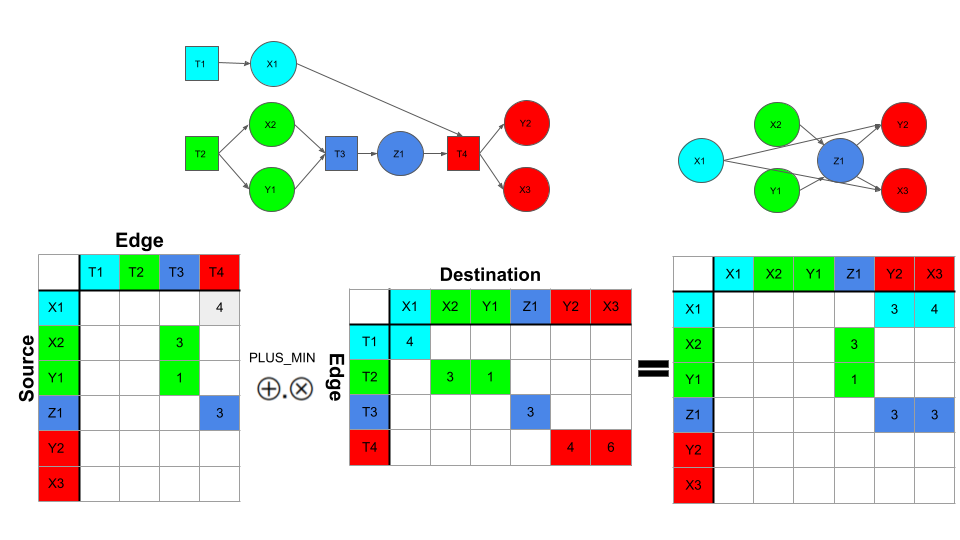 T1 X1
X2 Y2 X2 Y2
T2 T3 Z1 T4 X1 Z1
Y1 X3 Y1 X3
Edge
T1 T2 T3 T4
Source
X1 4
X2 3
Y1 1
Z1 3
Y2
X3
PLUS_MIN
⊕.⊗
Destination
X1 X2 Y1 Z1 Y2 X3
Edge
T1 4
T2 3 1
T3 3
T4 4 6
=
X1 X2 Y1 Z1 Y2 X3
X1 3 4
X2 3
Y1 1
Z1 3 3
Y2
X3